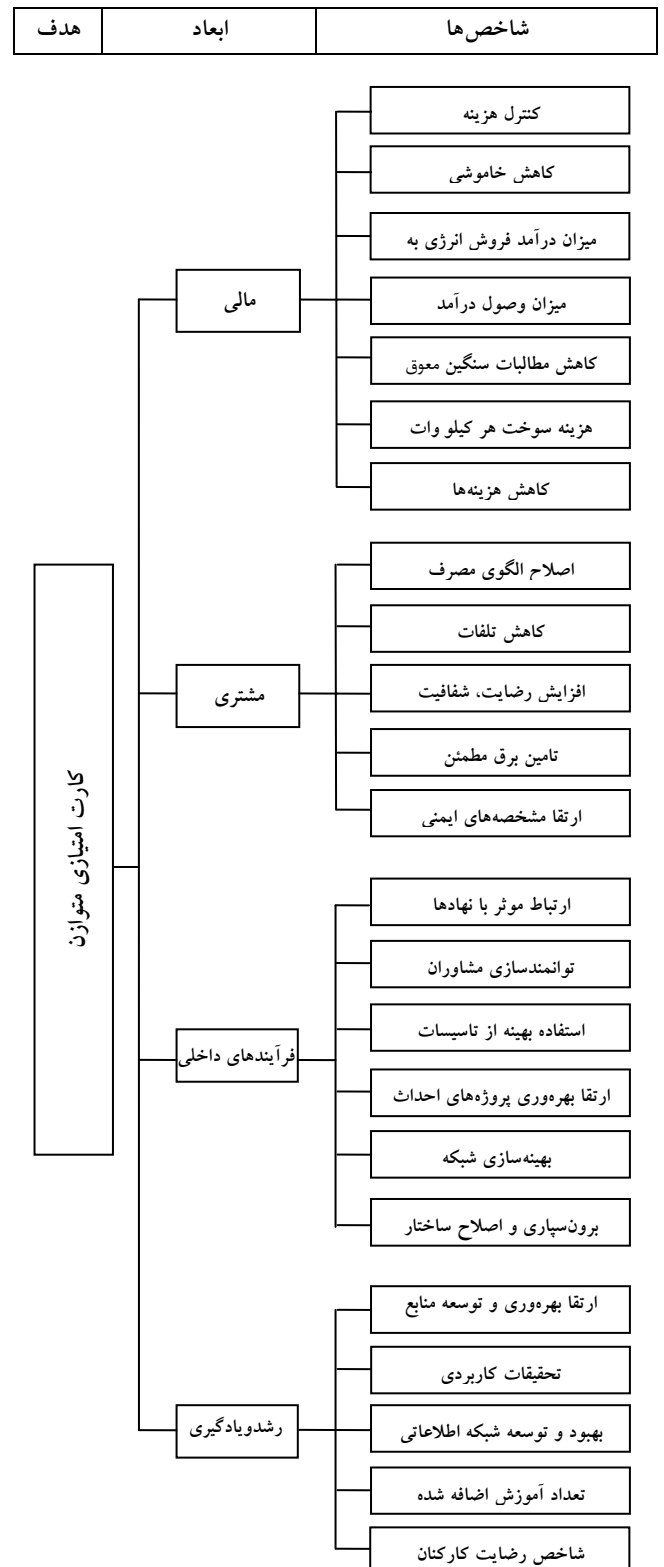 هدف ابعاد شاخص‌ها
کنترل هزینه
کاهش خاموشی
میزان درآمد فروش انرژی به
میزان وصول درآمد
کاهش مطالبات سنگین معوق
هزینه سوخت هر کیلو وات
کاهش هزینه‌ها
مالی
اصلاح الگوی مصرف
کاهش تلفات
افزایش رضایت، شفافیت
تامین برق مطمئن
ارتقا مشخصه‌های ایمنی
مشتری
کارت امتیازی متوازن
ارتباط موثر با نهادها
توانمندسازی مشاوران
استفاده بهینه از تاسیسات
ارتقا بهره‌وری پروژه‌های احداث
بهینه‌سازی شبکه
برون‌سپاری و اصلاح ساختار
فرآیندهای داخلی
ارتقا بهره‌وری و توسعه منابع
تحقیقات کاربردی
بهبود و توسعه شبکه اطلاعاتی
تعداد آموزش اضافه شده
شاخص رضایت کارکنان
رشدویادگیری